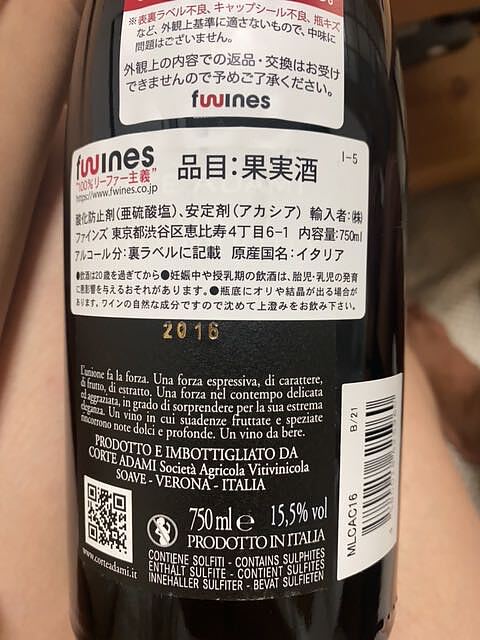 ※表裏ラベル不良、キャップシール不良、瓶キズ
など、外観上基準に適さないもので、中味に
問題はございません。
外観上の内容での返品・交換はお受け
できませんので予めご了承ください。
fwines
fwines
"100%リーファー主義"
https://www.fwines.co.jp
品目:果実酒
I-5
酸化防止剤(亜硫酸塩)、安定剤(アカシア) 輸入者:㈱
ファインズ 東京都渋谷区恵比寿4丁目6-1 内容量:750ml
アルコール分:裏ラベルに記載 原産国名:イタリア
●飲酒は20歳を過ぎてから●妊娠中や授乳期の飲酒は、胎児・乳児の発育
に悪影響を与えるおそれがあります。●瓶底にオリや結晶が出る場合が
あります。ワインの自然な成分ですので沈めて上澄みをお飲み下さい。
2016
L'unione fa la forza. Una forza espressiva, di carattere,
di frutto, di estratto. Una forza nel contempo delicata
ed aggraziata, in grado di sorprendere per la sua estrema
eleganza. Un vino in cui suadenze fruttate e speziate
rincorrono note dolci e profonde. Un vino da bere.
PRODOTTO E IMBOTTIGLIATO DA
CORTE ADAMI Società Agricola Vitivinicola
SOAVE - VERONA - ITALIA
750 ml e 15,5% vol
PRODOTTO IN ITALIA
www.corteadami.it
CONTIENE SOLFITI - CONTAINS SULPHITES
ENTHÄLT SULFITE - CONTIENT SULFITES
INNEHALLER SULFITER - BEVAT SULFIETEN
MLCAC16
B/21